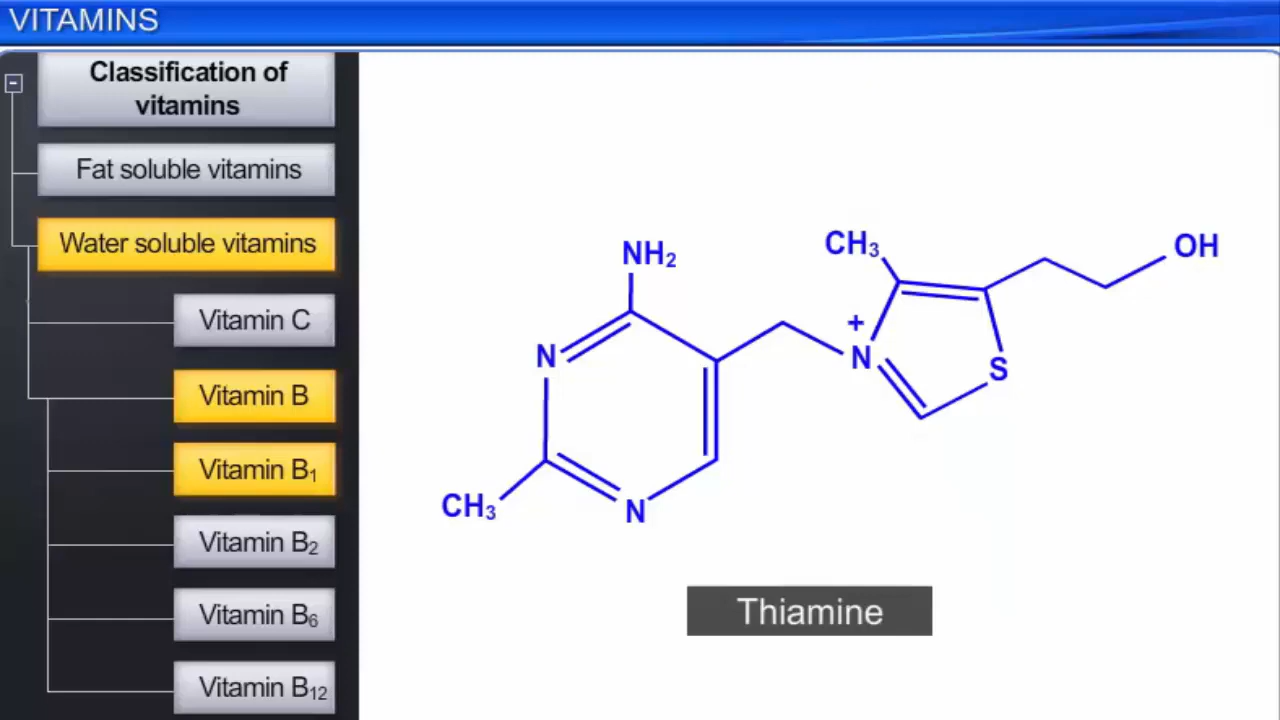 VITAMINS
Classification of
vitamins
Fat soluble vitamins
Water soluble vitamins
Vitamin C
Vitamin B
Vitamin B₁
Vitamin B₂
Vitamin B₆
Vitamin B₁₂
NH₂
CH₃
OH
+
N
N
S
CH₃
N
Thiamine